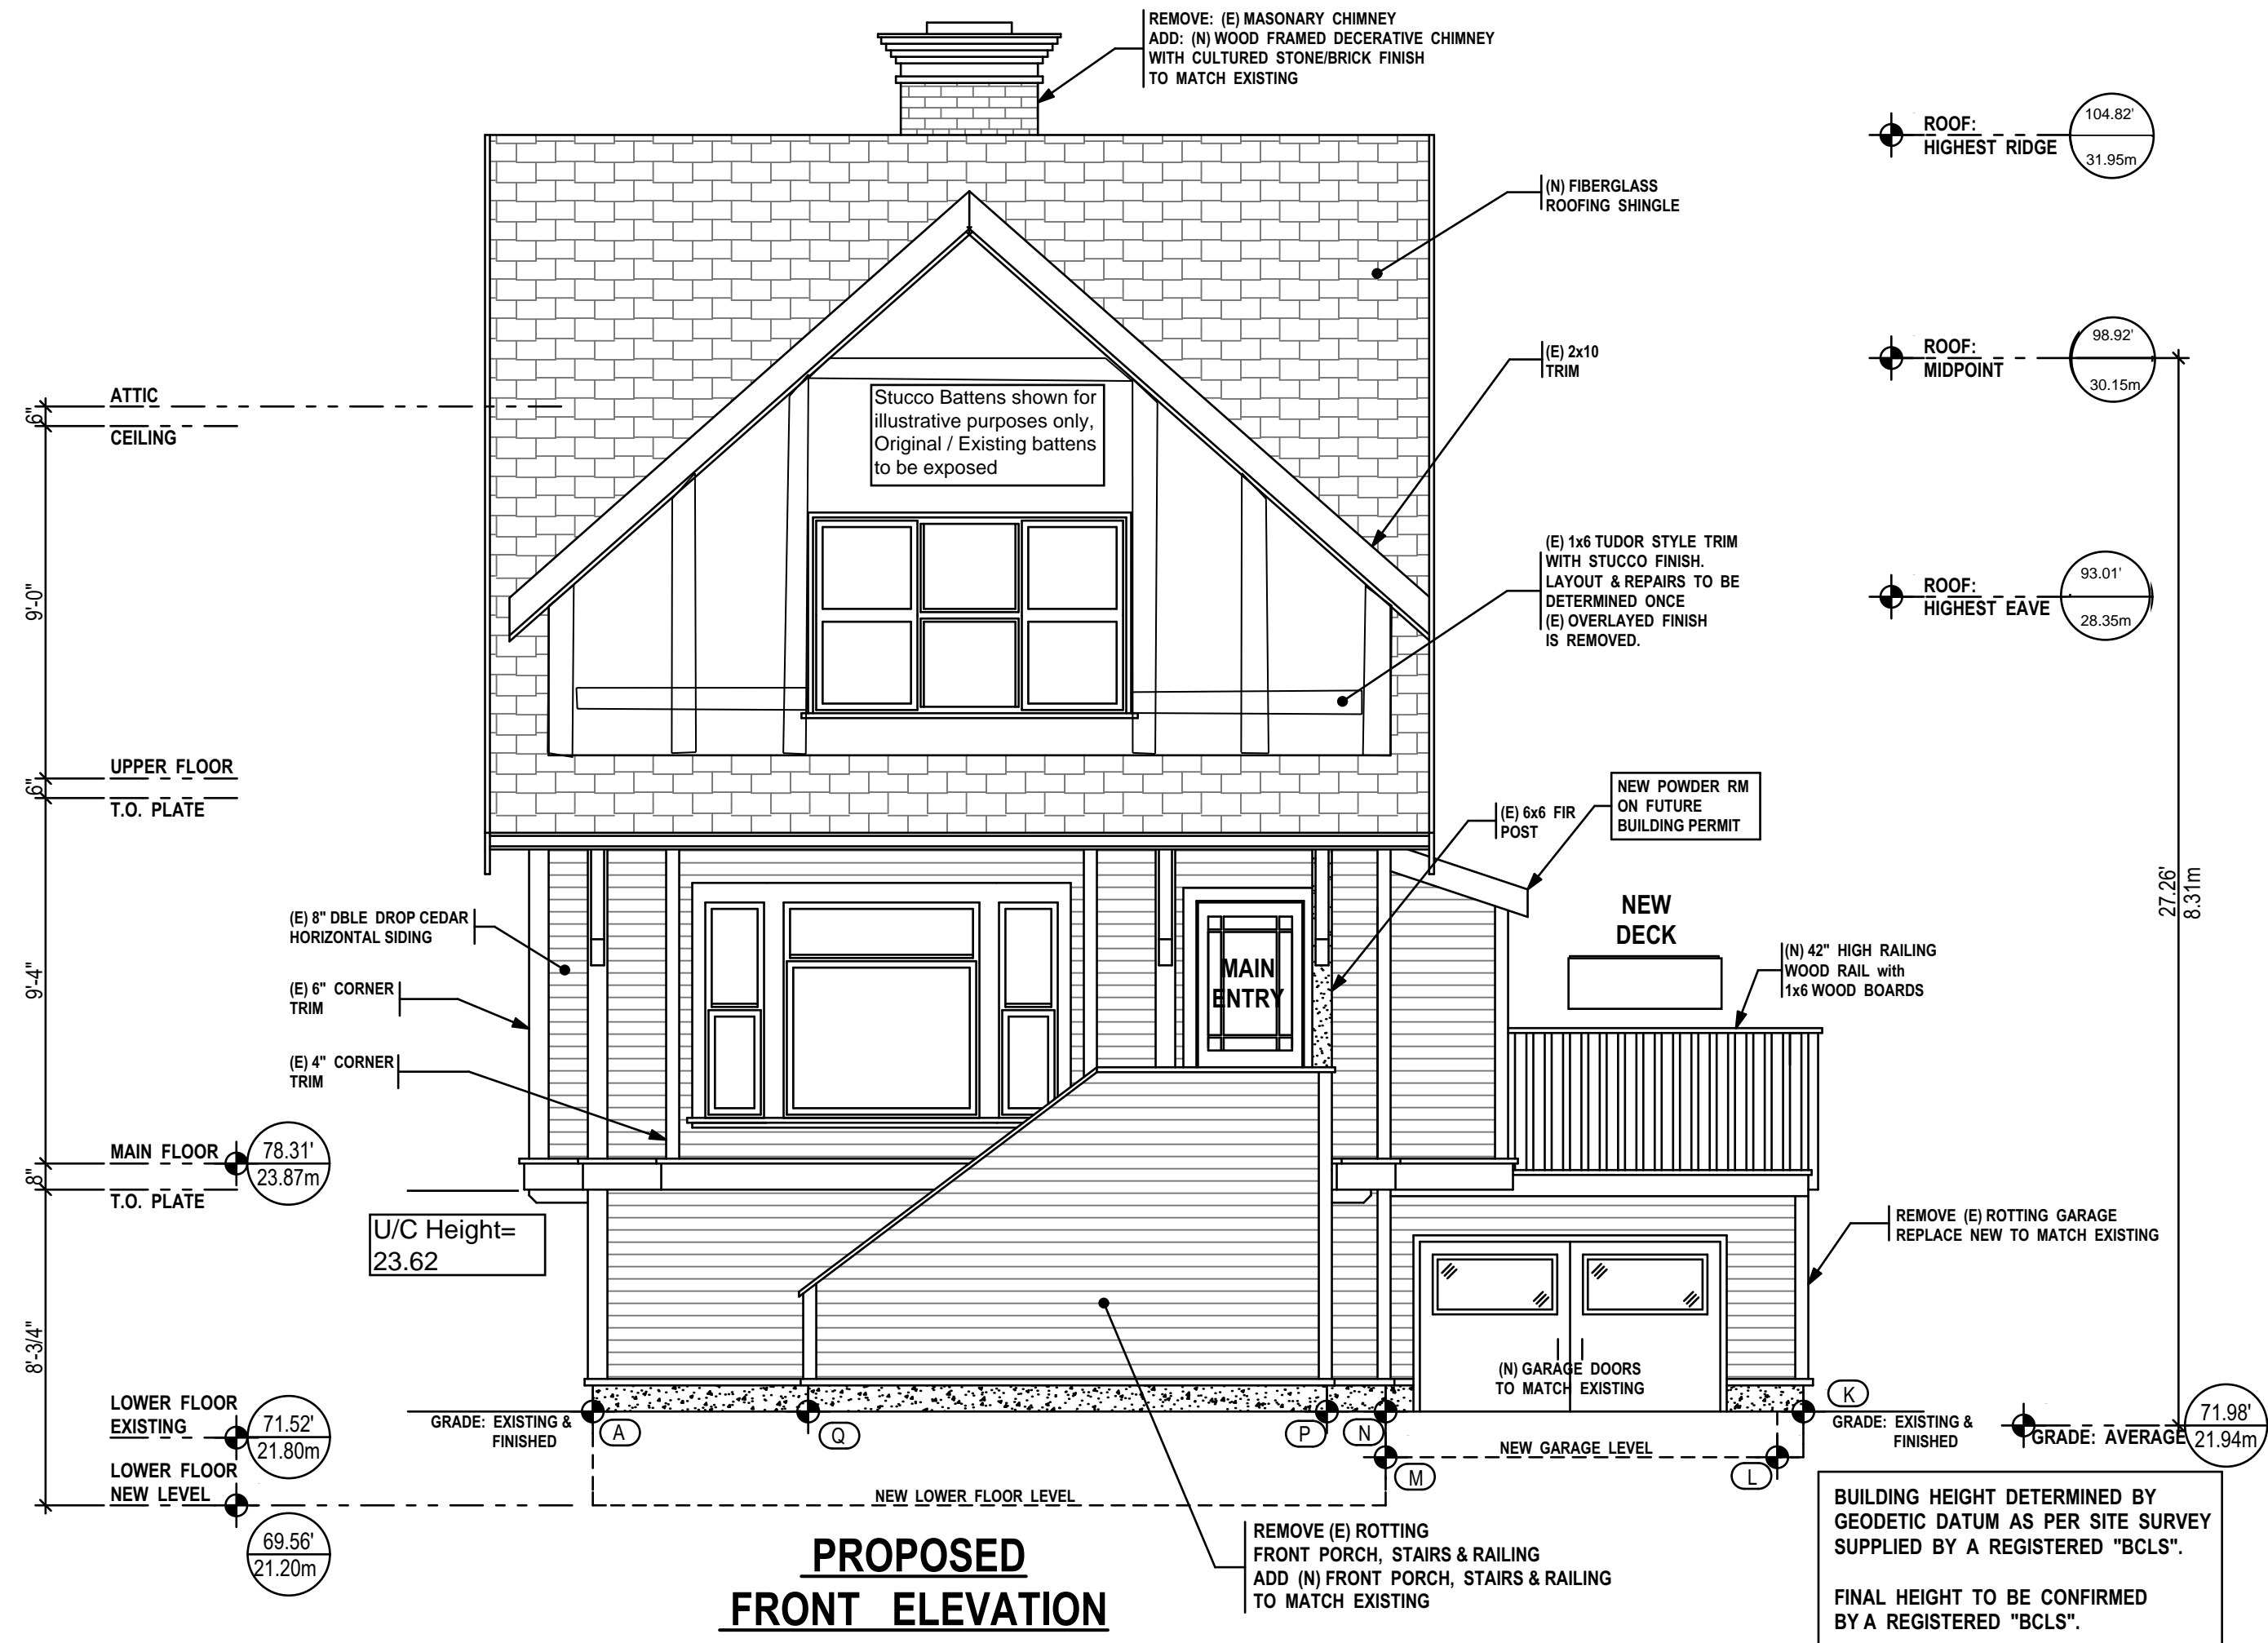 REMOVE: (E) MASONARY CHIMNEY
ADD: (N) WOOD FRAMED DECERATIVE CHIMNEY
WITH CULTURED STONE/BRICK FINISH
TO MATCH EXISTING
ROOF:
HIGHEST RIDGE
104.82'
31.95m
(N) FIBERGLASS
ROOFING SHINGLE
ROOF:
MIDPOINT
98.92'
30.15m
(E) 2x10
TRIM
ATTIC
CEILING
6"
Stucco Battens shown for
illustrative purposes only,
Original / Existing battens
to be exposed
(E) 1x6 TUDOR STYLE TRIM
WITH STUCCO FINISH.
LAYOUT & REPAIRS TO BE
DETERMINED ONCE
(E) OVERLAYED FINISH
IS REMOVED.
ROOF:
HIGHEST EAVE
93.01'
28.35m
9'-0"
UPPER FLOOR
T.O. PLATE
6"
NEW POWDER RM
ON FUTURE
BUILDING PERMIT
(E) 6x6 FIR
POST
27.26'
8.31m
(E) 8" DBLE DROP CEDAR
HORIZONTAL SIDING
NEW
DECK
(N) 42" HIGH RAILING
WOOD RAIL with
1x6 WOOD BOARDS
MAIN
ENTRY
9'-4"
(E) 6" CORNER
TRIM
(E) 4" CORNER
TRIM
MAIN FLOOR
78.31'
23.87m
T.O. PLATE
8"
U/C Height=
23.62
REMOVE (E) ROTTING GARAGE
REPLACE NEW TO MATCH EXISTING
8'-3/4"
(N) GARAGE DOORS
TO MATCH EXISTING
LOWER FLOOR
EXISTING
71.52'
21.80m
GRADE: EXISTING &
FINISHED
A
Q
P
N
K
GRADE: EXISTING &
FINISHED
GRADE: AVERAGE
71.98'
21.94m
NEW GARAGE LEVEL
M
L
LOWER FLOOR
NEW LEVEL
69.56'
21.20m
NEW LOWER FLOOR LEVEL
REMOVE (E) ROTTING
FRONT PORCH, STAIRS & RAILING
ADD (N) FRONT PORCH, STAIRS & RAILING
TO MATCH EXISTING
BUILDING HEIGHT DETERMINED BY
GEODETIC DATUM AS PER SITE SURVEY
SUPPLIED BY A REGISTERED "BCLS".
FINAL HEIGHT TO BE CONFIRMED
BY A REGISTERED "BCLS".
PROPOSED
FRONT ELEVATION